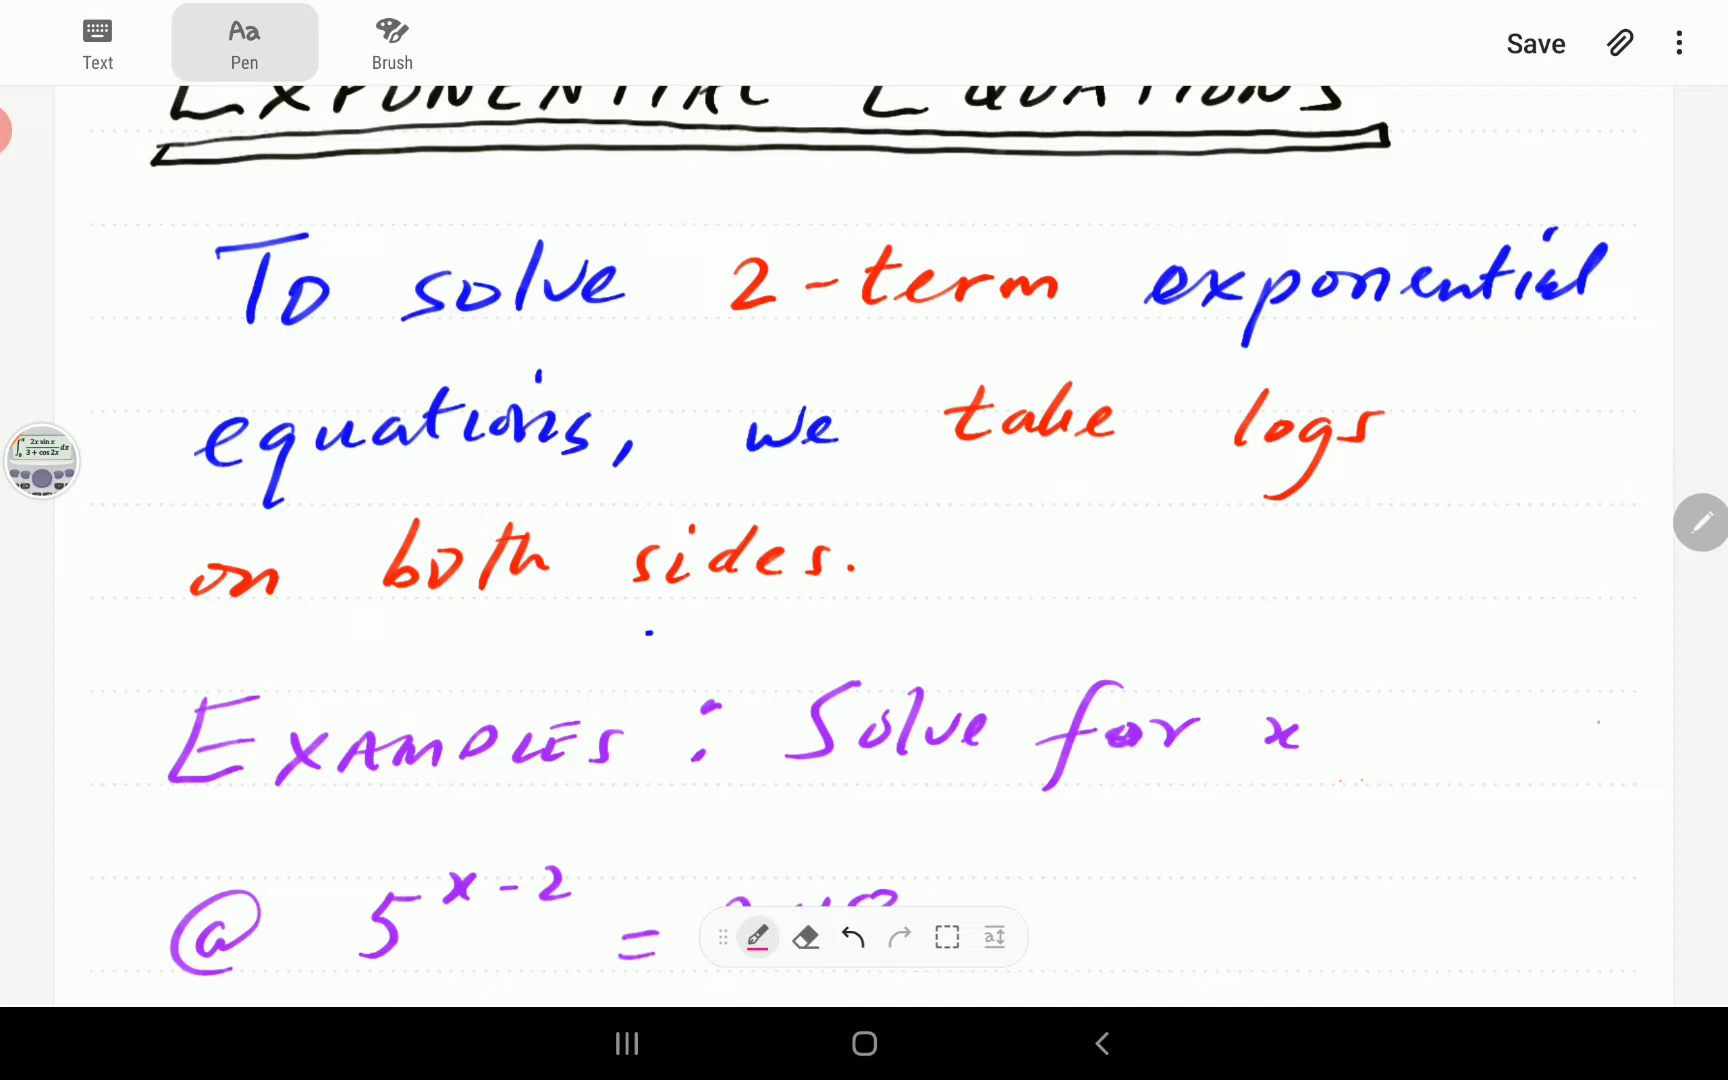 Text Pen Brush Save
EXPONENTIAL EQUATIONS
To solve 2-term exponential
equations, we take logs
on both sides.
EXAMPLES : Solve for x
ⓐ 5^{x-2} =